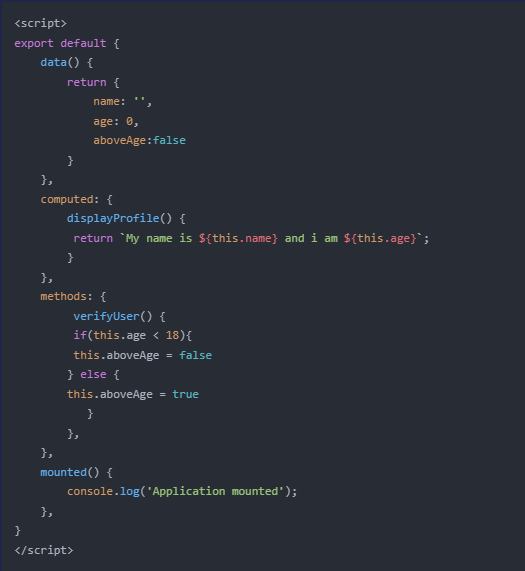 <script>
export default {
    data() {
        return {
            name: '',
            age: 0,
            aboveAge:false
        }
    },
    computed: {
        displayProfile() {
         return `My name is ${this.name} and i am ${this.age}`;
        }
    },
    methods: {
         verifyUser() {
         if(this.age < 18){
         this.aboveAge = false
        } else {
        this.aboveAge = true
           }
        },
    },
    mounted() {
        console.log('Application mounted');
    },
}
</script>